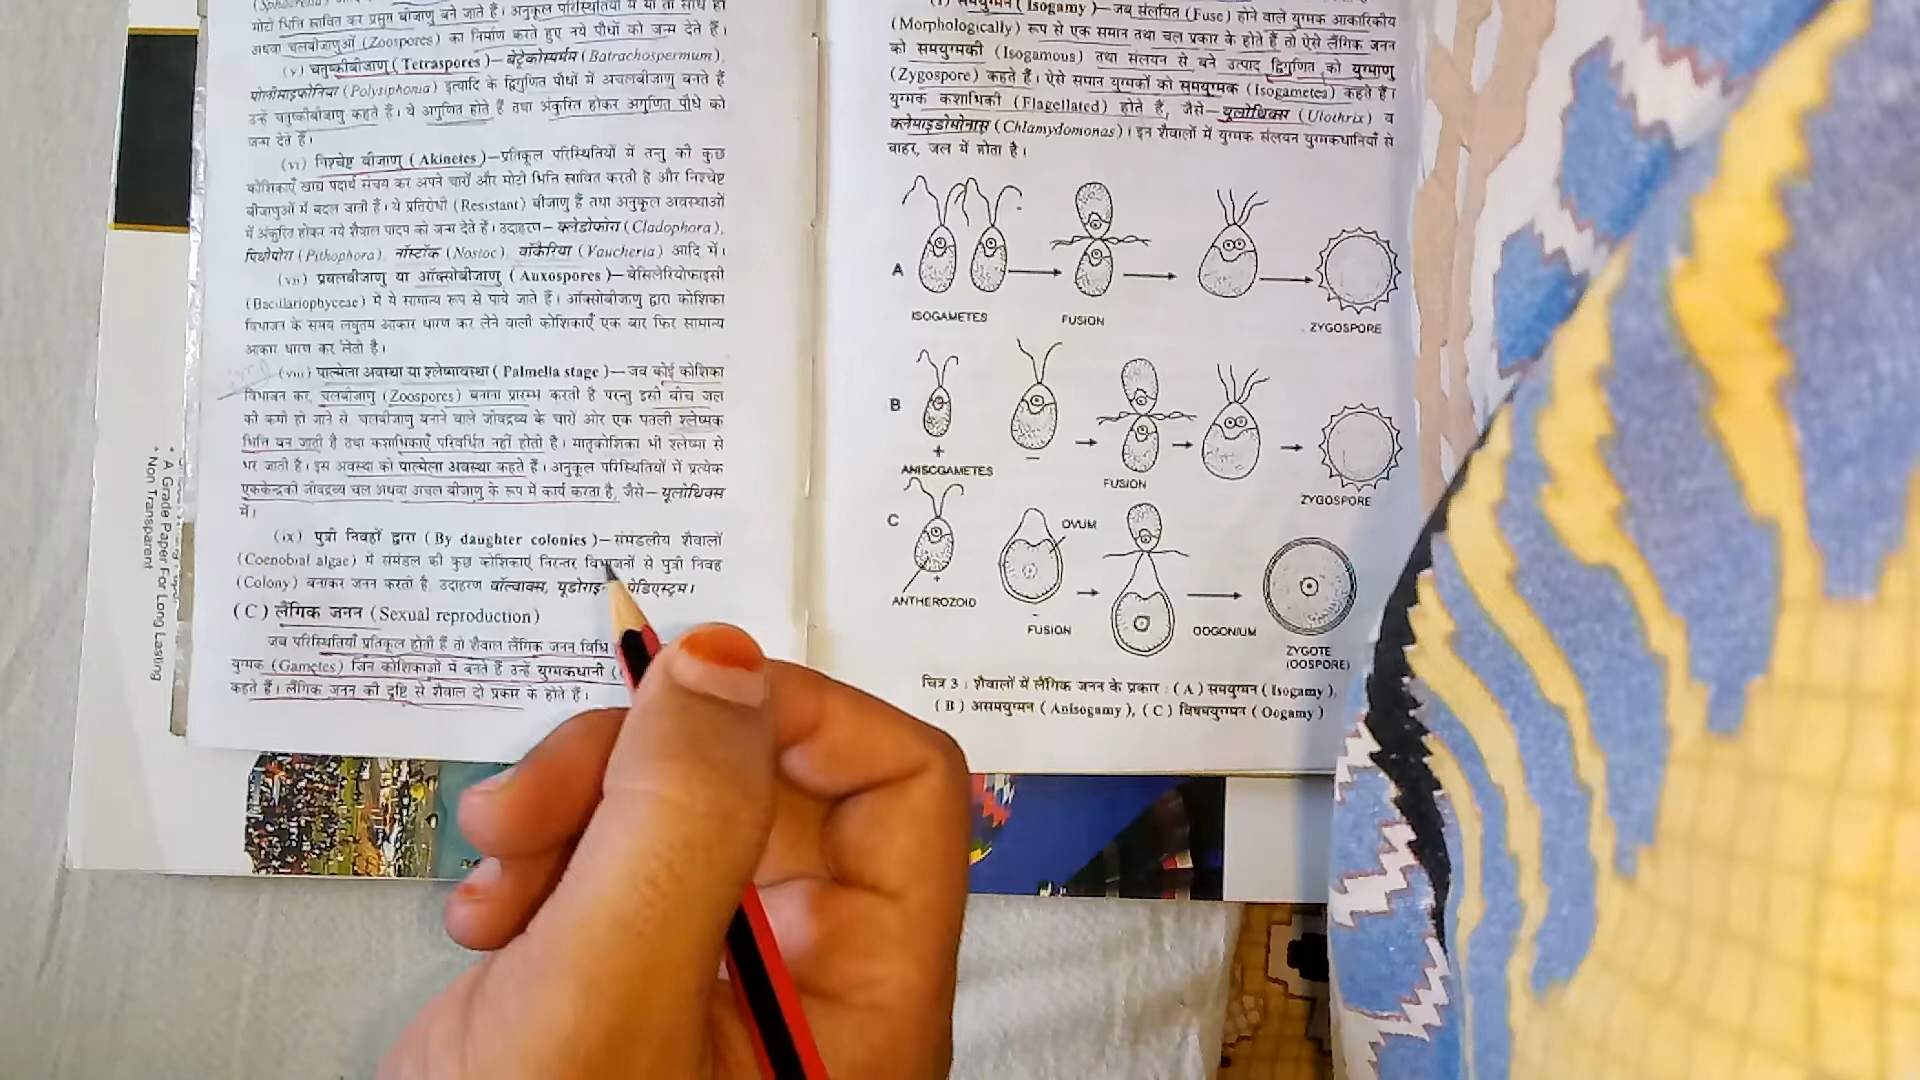 मोटी भित्ति स्रावित कर प्रसुप्त बीजाणु बन जाते हैं। अनुकूल परिस्थितियों में या तो सीधे ही
अथवा चलबीजाणुओं (Zoospores) का निर्माण करते हुए नये पौधों को जन्म देते हैं।
(v) चतुष्कीबीजाणु (Tetraspores)—बेट्रेकोस्पर्मम (Batrachospermum),
पोलीसाइफोनिया (Polysiphonia) इत्यादि के द्विगुणित पौधों में अचलबीजाणु बनते हैं
उन्हें चतुष्कीबीजाणु कहते हैं। ये अगुणित होते हैं तथा अंकुरित होकर अगुणित पौधे को
जन्म देते हैं।
(vi) निश्चेष्ट बीजाणु (Akinetes)—प्रतिकूल परिस्थितियों में तन्तु की कुछ
कोशिकाएँ खाद्य पदार्थ संचय कर अपने चारों और मोटी भित्ति स्रावित करती है और निश्चेष्ट
बीजाणुओं में बदल जाती हैं। ये प्रतिरोधी (Resistant) बीजाणु हैं तथा अनुकूल अवस्थाओं
में अंकुरित होकर नये शैवाल पादप को जन्म देते हैं। उदाहरण—क्लेडोफोरा (Cladophora),
पिथोफोरा (Pithophora) नॉस्टॉक (Nostoc), वॉकेरिया (Vaucheria) आदि में।
(vii) प्रबलबीजाणु या ऑक्सोबीजाणु (Auxospores)—बेसिलेरियोफाइसी
(Bacillariophyceae) में ये सामान्य रूप से पाये जाते हैं। ऑक्सोबीजाणु द्वारा कोशिका
विभाजन के समय लघुतम आकार धारण कर लेने वाली कोशिकाएँ एक बार फिर सामान्य
आकार धारण कर लेती है।
(viii) पाल्मेला अवस्था या श्लेष्मावस्था (Palmella stage)—जब कोई कोशिका
विभाजन कर, चलबीजाणु (Zoospores) बनाना प्रारम्भ करती है परन्तु इसी बीच जल
की कमी हो जाने से चलबीजाणु बनाने वाले जीवद्रव्य के चारों ओर एक पतली श्लेष्मक
भित्ति बन जाती है तथा कशाभिकाएँ परिवर्धित नहीं होती है। मातृकोशिका भी श्लेष्मा से
भर जाती है। इस अवस्था को पाल्मेला अवस्था कहते हैं। अनुकूल परिस्थितियों में प्रत्येक
एककेन्द्रकी जीवद्रव्य चल अथवा अचल बीजाणु के रूप में कार्य करता है, जैसे—यूलोथ्रिक्स
में।
(ix) पुत्री निवहों द्वारा (By daughter colonies)—संमंडलीय शैवालों
(Coenobial algae) में संमंडल की कुछ कोशिकाएं निरन्तर विभाजनों से पुत्री निवह
(Colony) बनाकर जनन करती है, उदाहरण वॉल्वाक्स, यूडोराइना पेडिएस्ट्रम।
(C) लैंगिक जनन (Sexual reproduction)
जब परिस्थितियाँ प्रतिकूल होती हैं तो शैवाल लैंगिक जनन विधि
युग्मक (Gametes) जिन कोशिकाओं में बनते हैं उन्हें युग्मकधानी
कहते हैं। लैंगिक जनन की दृष्टि से शैवाल दो प्रकार के होते हैं।
(i) समयुग्मन (Isogamy)—जब संलयित (Fuse) होने वाले युग्मक आकारिकीय
(Morphologically) रूप से एक समान तथा चल प्रकार के होते हैं तो ऐसे लैंगिक जनन
को समयुग्मकी (Isogamous) तथा संलयन से बने उत्पाद द्विगुणित को युग्माणु
(Zygospore) कहते हैं। ऐसे समान युग्मकों को समयुग्मक (Isogametes) कहते हैं।
युग्मक कशाभिकी (Flagellated) होते हैं, जैसे—यूलोथ्रिक्स (Ulothrix) व
क्लेमाइडोमोनास (Chlamydomonas)। इन शैवालों में युग्मक संलयन युग्मकधानियों से
बाहर, जल में होता है।
A
ISOGAMETES
FUSION
ZYGOSPORE
B
+
−
ANISOGAMETES
FUSION
ZYGOSPORE
C
OVUM
+
ANTHEROZOID
−
FUSION
OOGONIUM
ZYGOTE
(OOSPORE)
चित्र 3 : शैवालों में लैंगिक जनन के प्रकार : (A) समयुग्मन (Isogamy),
(B) असमयुग्मन (Anisogamy), (C) विषमयुग्मन (Oogamy)
* A Grade Paper For Long Lasting
* Non Transparent